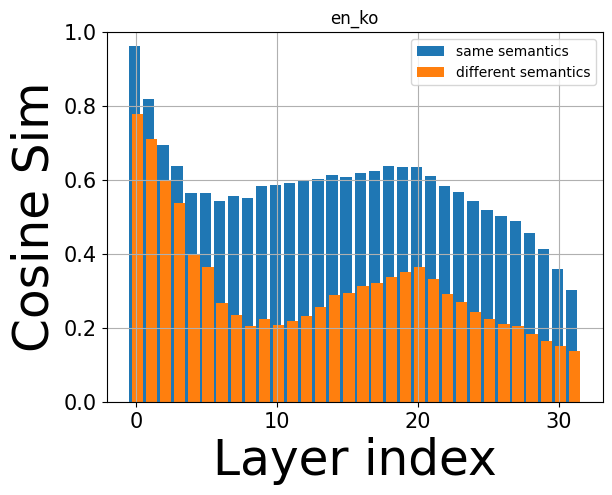 en_ko
same semantics
different semantics
Cosine Sim
1.0
0.8
0.6
0.4
0.2
0.0
0 10 20 30
Layer index